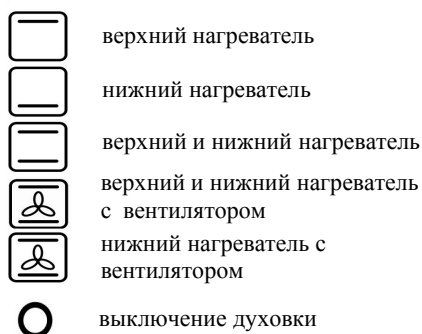 верхний нагреватель
нижний нагреватель
верхний и нижний нагреватель
верхний и нижний нагреватель
с вентилятором
нижний нагреватель с
вентилятором
выключение духовки